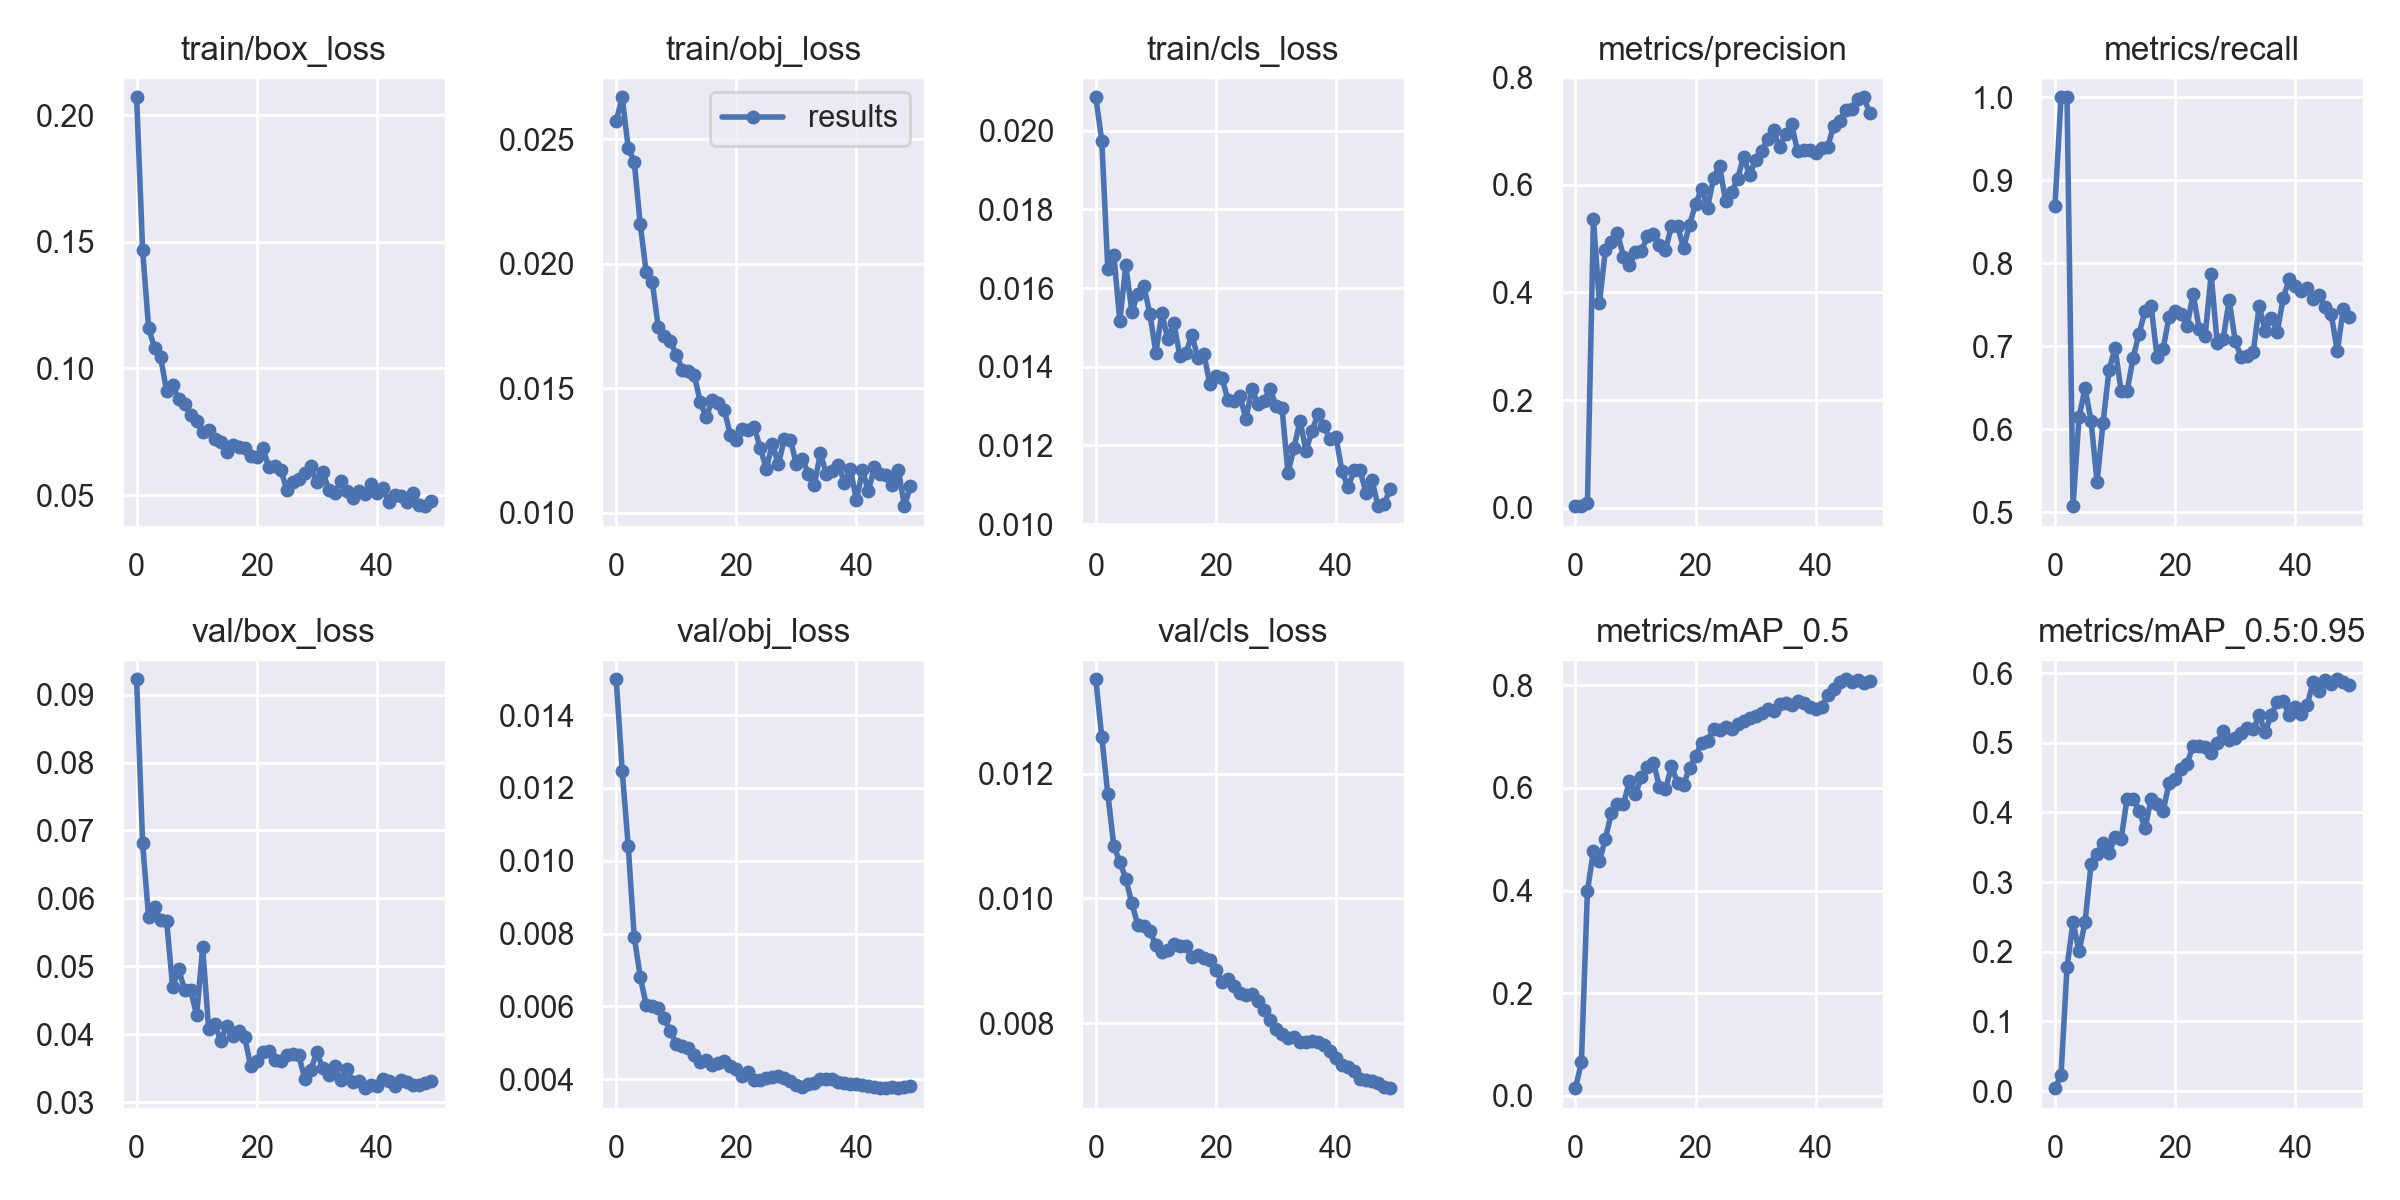 train/box_loss
0.20
0.15
0.10
0.05
0 20 40
train/obj_loss
results
0.025
0.020
0.015
0.010
0 20 40
train/cls_loss
0.020
0.018
0.016
0.014
0.012
0.010
0 20 40
metrics/precision
0.8
0.6
0.4
0.2
0.0
0 20 40
metrics/recall
1.0
0.9
0.8
0.7
0.6
0.5
0 20 40
val/box_loss
0.09
0.08
0.07
0.06
0.05
0.04
0.03
0 20 40
val/obj_loss
0.014
0.012
0.010
0.008
0.006
0.004
0 20 40
val/cls_loss
0.012
0.010
0.008
0 20 40
metrics/mAP_0.5
0.8
0.6
0.4
0.2
0.0
0 20 40
metrics/mAP_0.5:0.95
0.6
0.5
0.4
0.3
0.2
0.1
0.0
0 20 40